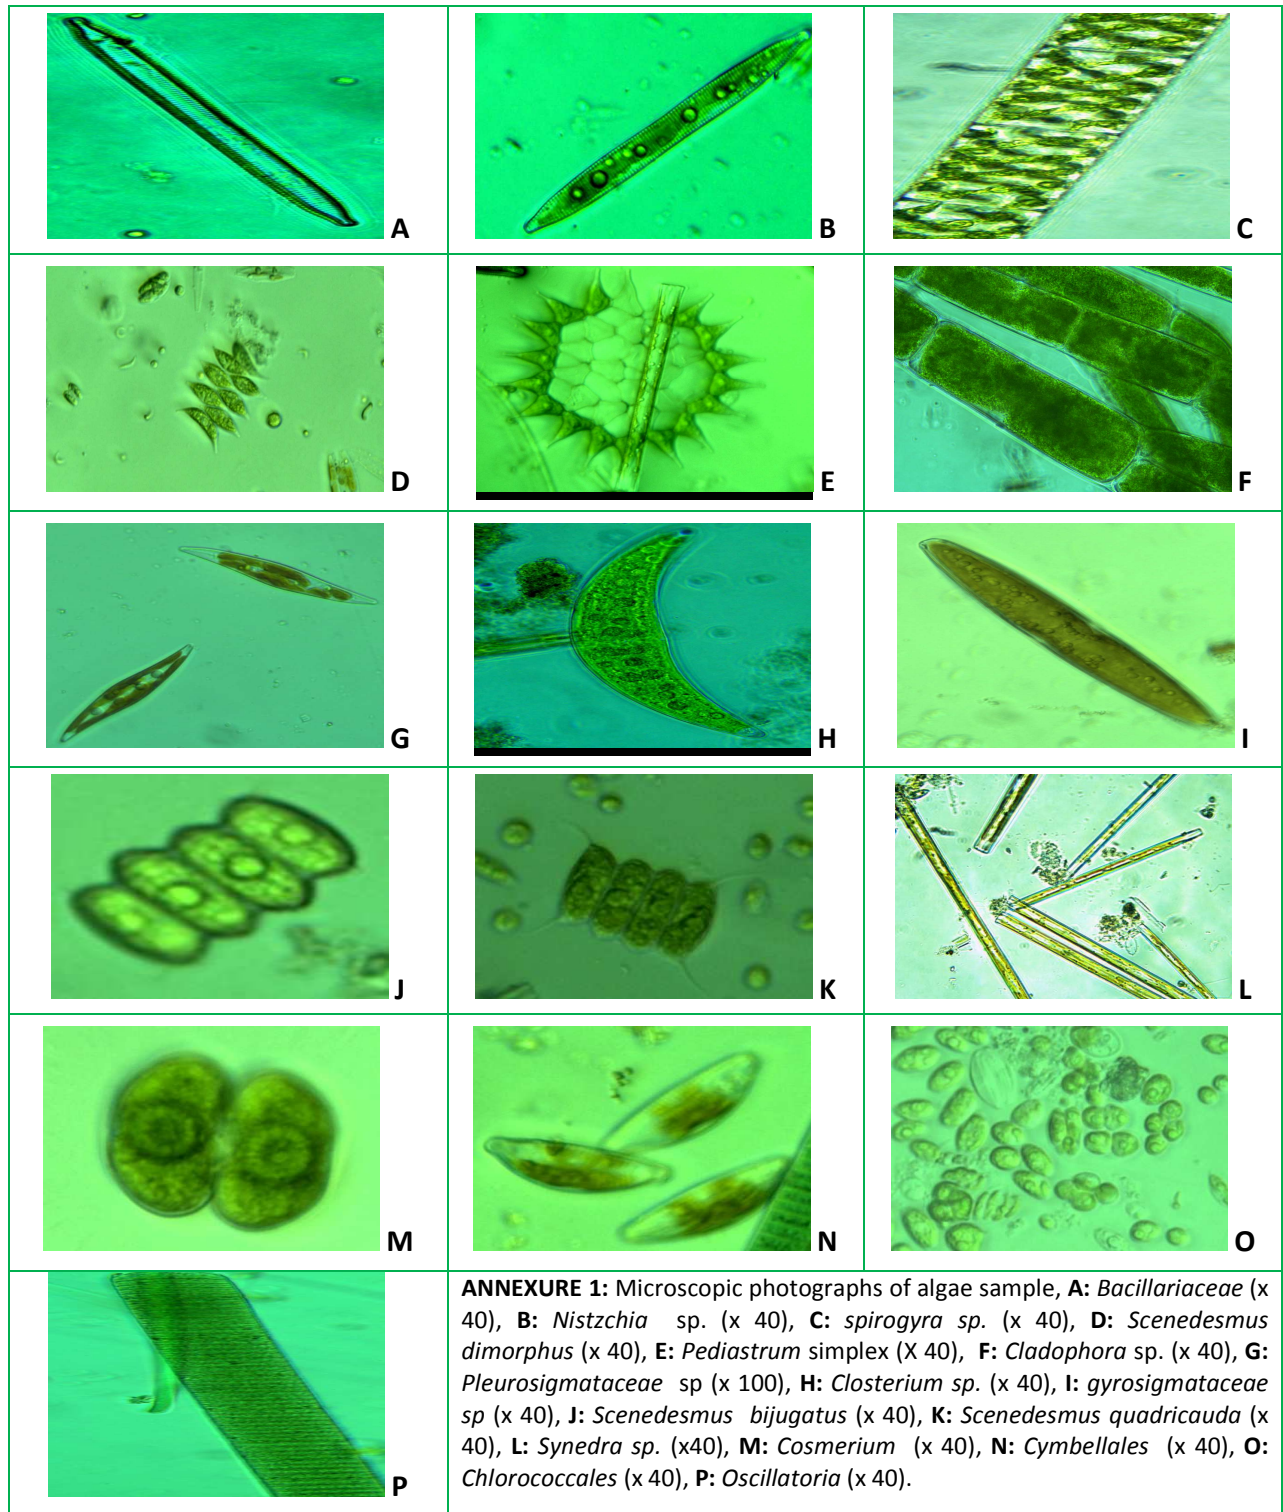 A
B
C
D
E
F
G
H
I
J
K
L
M
N
O
P
ANNEXURE 1: Microscopic photographs of algae sample, A: Bacillariaceae (x
40), B: Nistzchia sp. (x 40), C: spirogyra sp. (x 40), D: Scenedesmus
dimorphus (x 40), E: Pediastrum simplex (X 40), F: Cladophora sp. (x 40), G:
Pleurosigmataceae sp (x 100), H: Closterium sp. (x 40), I: gyrosigmataceae
sp (x 40), J: Scenedesmus bijugatus (x 40), K: Scenedesmus quadricauda (x
40), L: Synedra sp. (x40), M: Cosmerium (x 40), N: Cymbellales (x 40), O:
Chlorococcales (x 40), P: Oscillatoria (x 40).